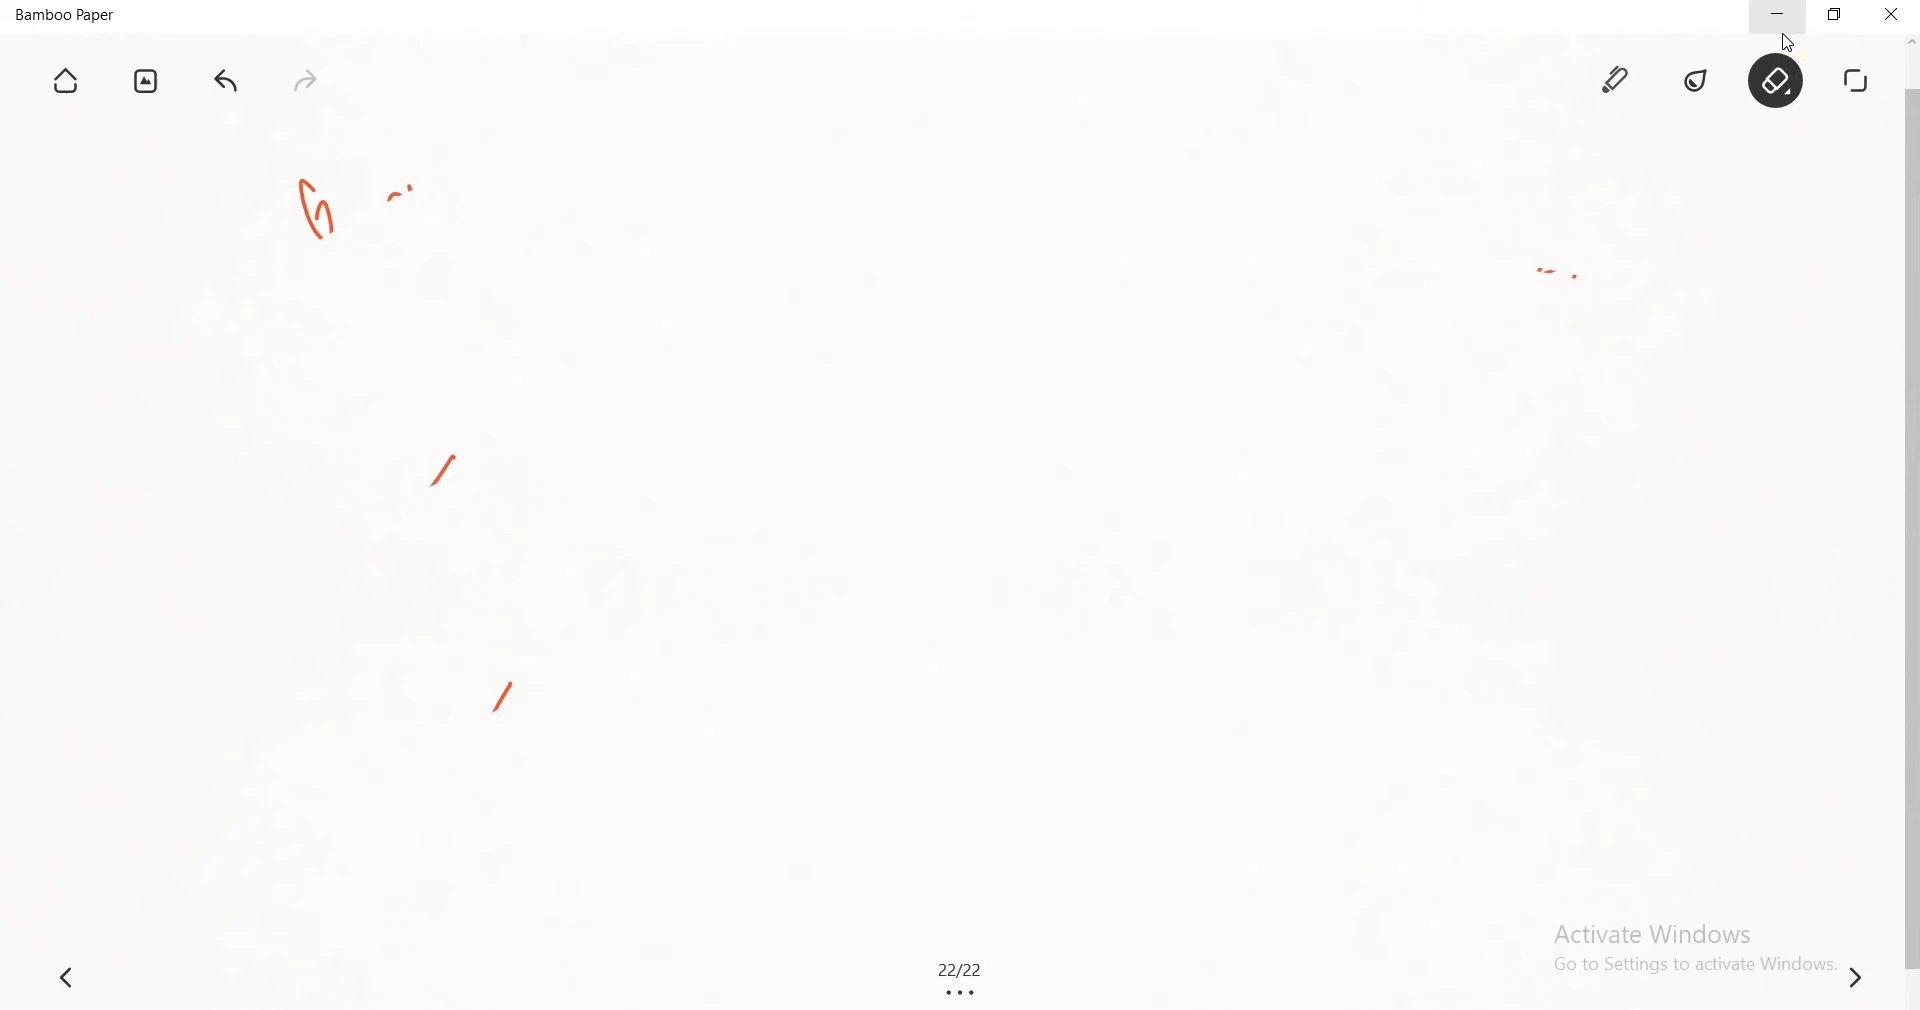 Bamboo Paper
Activate Windows
Go to Settings to activate Windows.
22/22